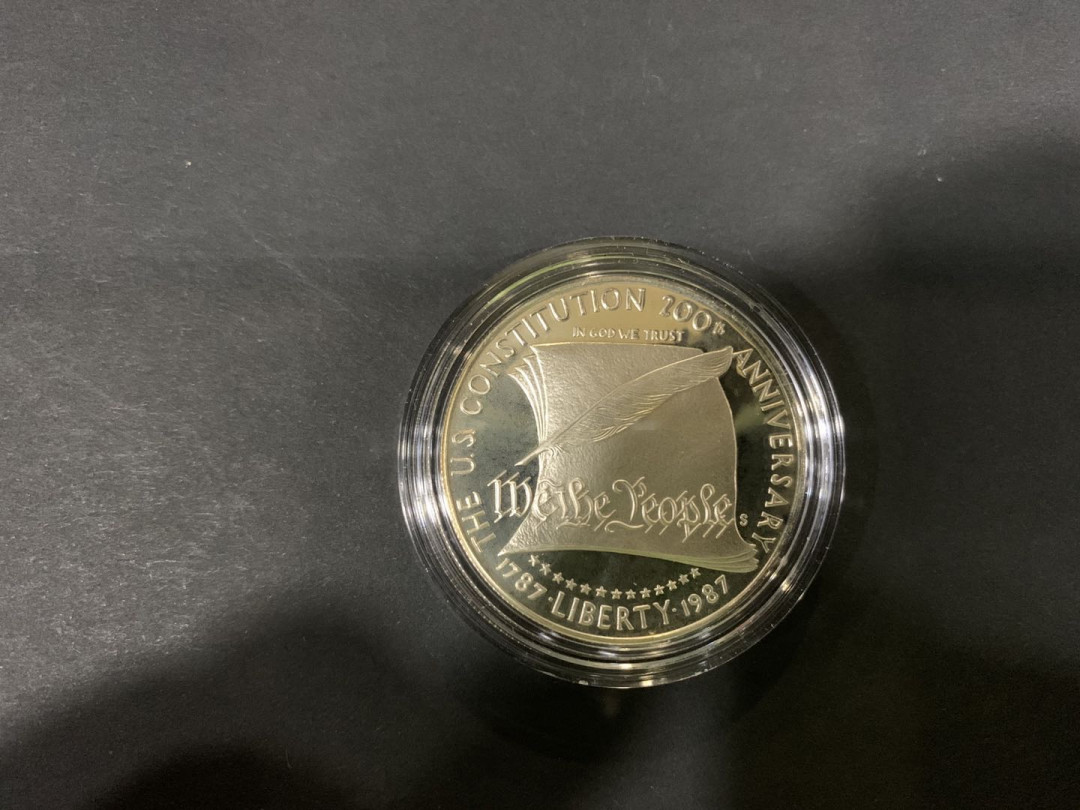 THE U.S. CONSTITUTION 200th ANNIVERSARY
IN GOD WE TRUST
We the People
S
1787 · LIBERTY · 1987